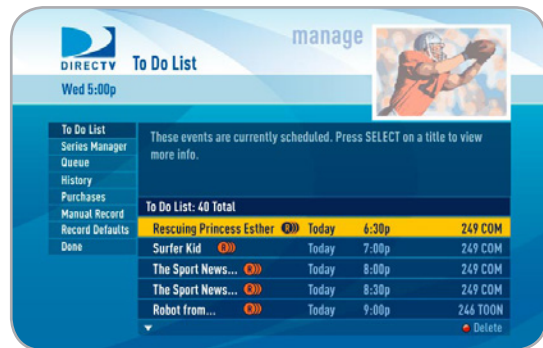 manage
DIRECTV To Do List
Wed 5:00p
To Do List
Series Manager
Queue
History
Purchases
Manual Record
Record Defaults
Done
These events are currently scheduled. Press SELECT on a title to view
more info.
To Do List: 40 Total
Rescuing Princess Esther R))) Today 6:30p 249 COM
Surfer Kid R))) Today 7:00p 249 COM
The Sport News... R))) Today 8:00p 249 COM
The Sport News... R))) Today 8:30p 249 COM
Robot from... R))) Today 9:00p 246 TOON
Delete